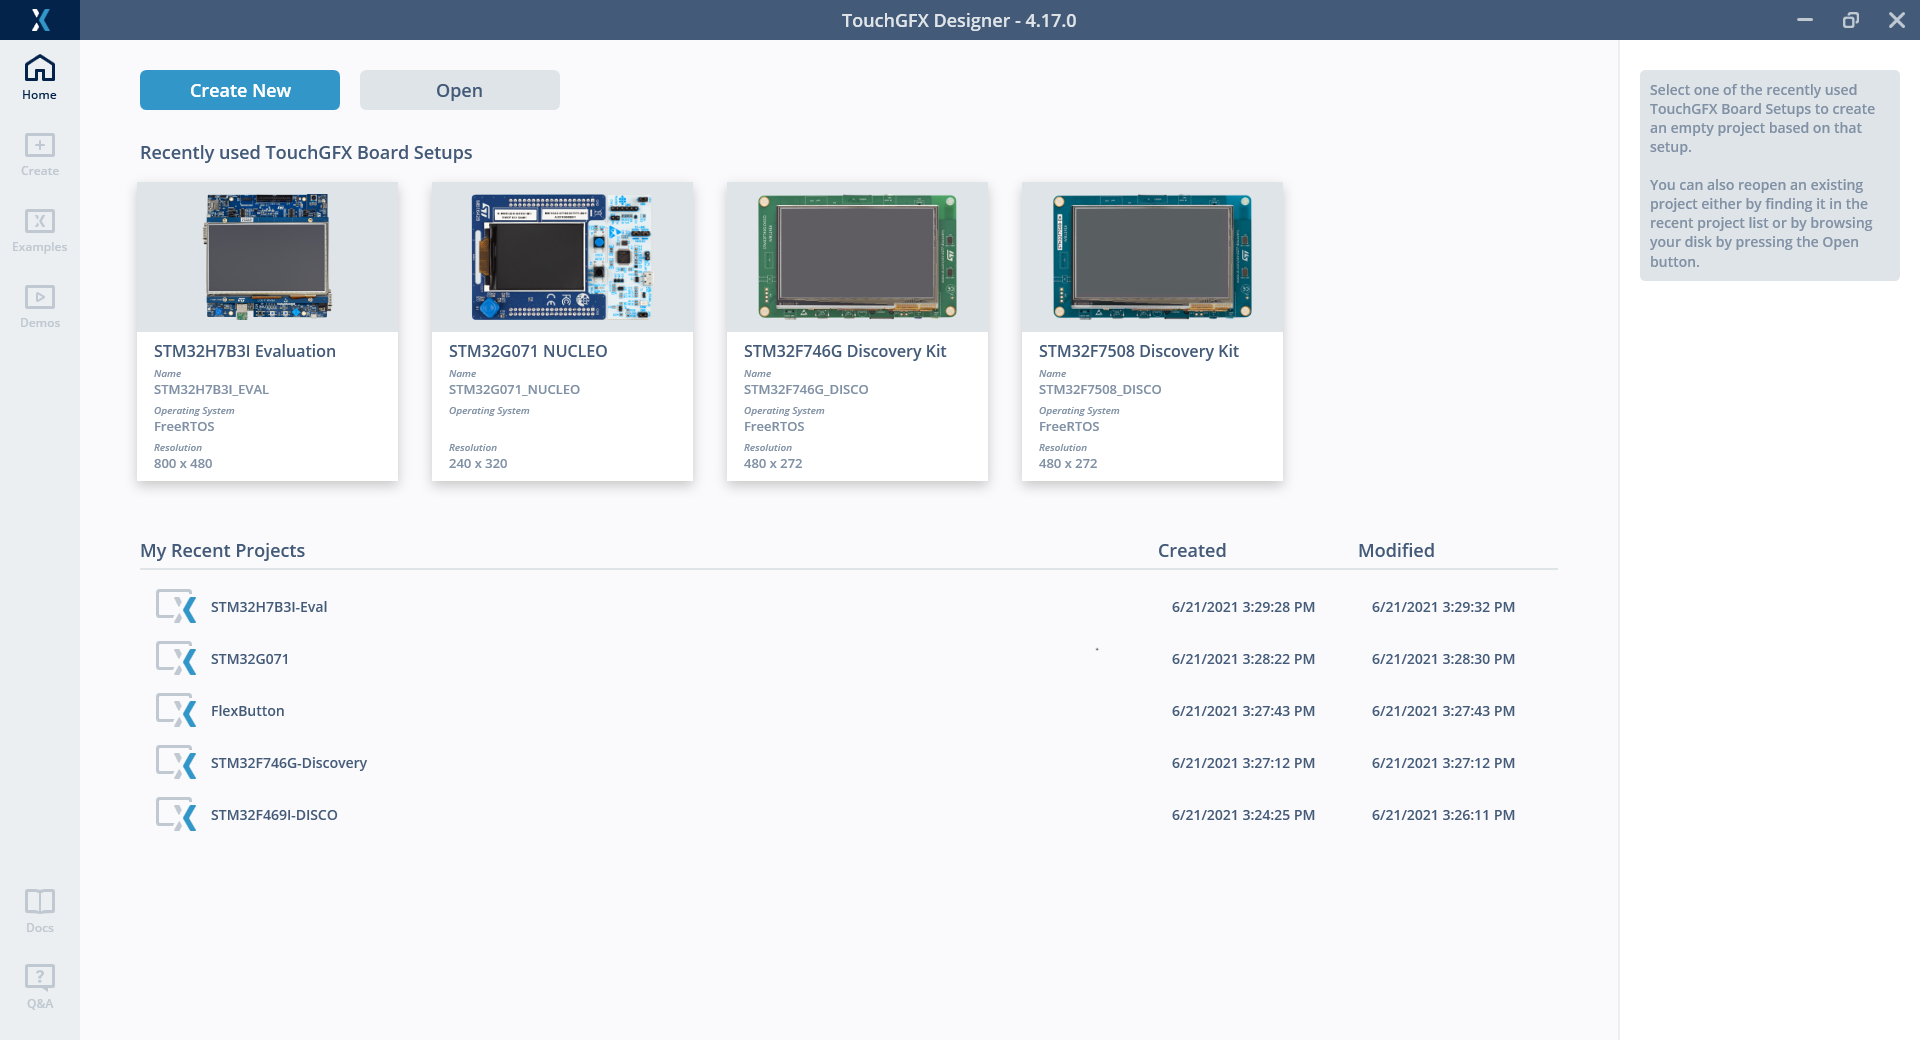 TouchGFX Designer - 4.17.0
Home
Create
Examples
Demos
Docs
Q&A
Create New
Open
Recently used TouchGFX Board Setups
STM32H7B3I Evaluation
Name
STM32H7B3I_EVAL
Operating System
FreeRTOS
Resolution
800 x 480
STM32G071 NUCLEO
Name
STM32G071_NUCLEO
Operating System
Resolution
240 x 320
STM32F746G Discovery Kit
Name
STM32F746G_DISCO
Operating System
FreeRTOS
Resolution
480 x 272
STM32F7508 Discovery Kit
Name
STM32F7508_DISCO
Operating System
FreeRTOS
Resolution
480 x 272
My Recent Projects Created Modified
STM32H7B3I-Eval 6/21/2021 3:29:28 PM 6/21/2021 3:29:32 PM
STM32G071 6/21/2021 3:28:22 PM 6/21/2021 3:28:30 PM
FlexButton 6/21/2021 3:27:43 PM 6/21/2021 3:27:43 PM
STM32F746G-Discovery 6/21/2021 3:27:12 PM 6/21/2021 3:27:12 PM
STM32F469I-DISCO 6/21/2021 3:24:25 PM 6/21/2021 3:26:11 PM
Select one of the recently used
TouchGFX Board Setups to create
an empty project based on that
setup.
You can also reopen an existing
project either by finding it in the
recent project list or by browsing
your disk by pressing the Open
button.